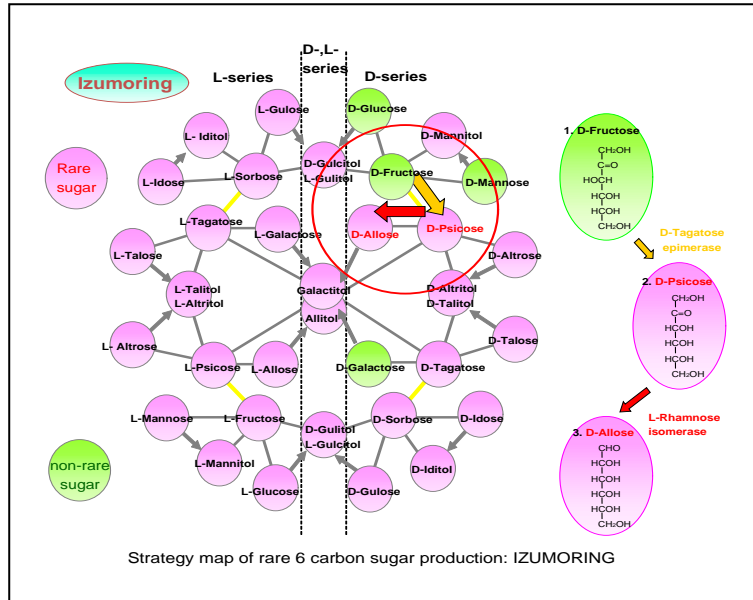 D-,L-
series
L-series
D-series
Izumoring
Rare
sugar
non-rare
sugar
L-Gulose
D-Glucose
L- Iditol
D-Mannitol
D-Gulcitol
L-Gulitol
L-Idose
L-Sorbose
D-Fructose
D-Mannose
L-Tagatose
L-Galactose
D-Allose
D-Psicose
L-Talose
D-Altrose
L-Talitol
L-Altritol
Galactitol
Allitol
D-Altritol
D-Talitol
L- Altrose
D-Talose
L-Psicose
L-Allose
D-Galactose
D-Tagatose
L-Mannose
L-Fructose
D-Gulitol
L-Gulcitol
D-Sorbose
D-Idose
L-Mannitol
D-Iditol
L-Glucose
D-Gulose
1. D-Fructose
CH₂OH
C=O
HOCH
HCOH
HCOH
CH₂OH
D-Tagatose
epimerase
2. D-Psicose
CH₂OH
C=O
HCOH
HCOH
HCOH
CH₂OH
L-Rhamnose
isomerase
3. D-Allose
CHO
HCOH
HCOH
HCOH
HCOH
CH₂OH
Strategy map of rare 6 carbon sugar production: IZUMORING